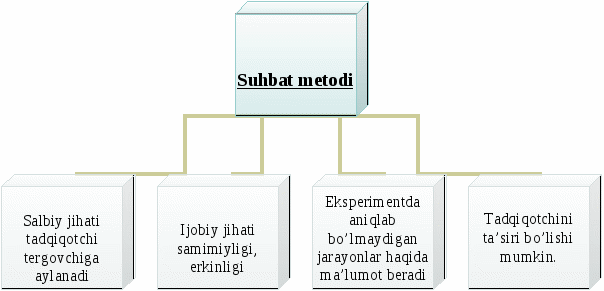 Suhbat metodi
Salbiy jihati
tadqiqotchi
tergovchiga
aylanadi
Ijobiy jihati
samimiyligi,
erkinligi
Eksperimentda
aniqlab
bo’lmaydigan
jarayonlar haqida
ma’lumot beradi
Tadqiqotchini
ta’siri bo’lishi
mumkin.